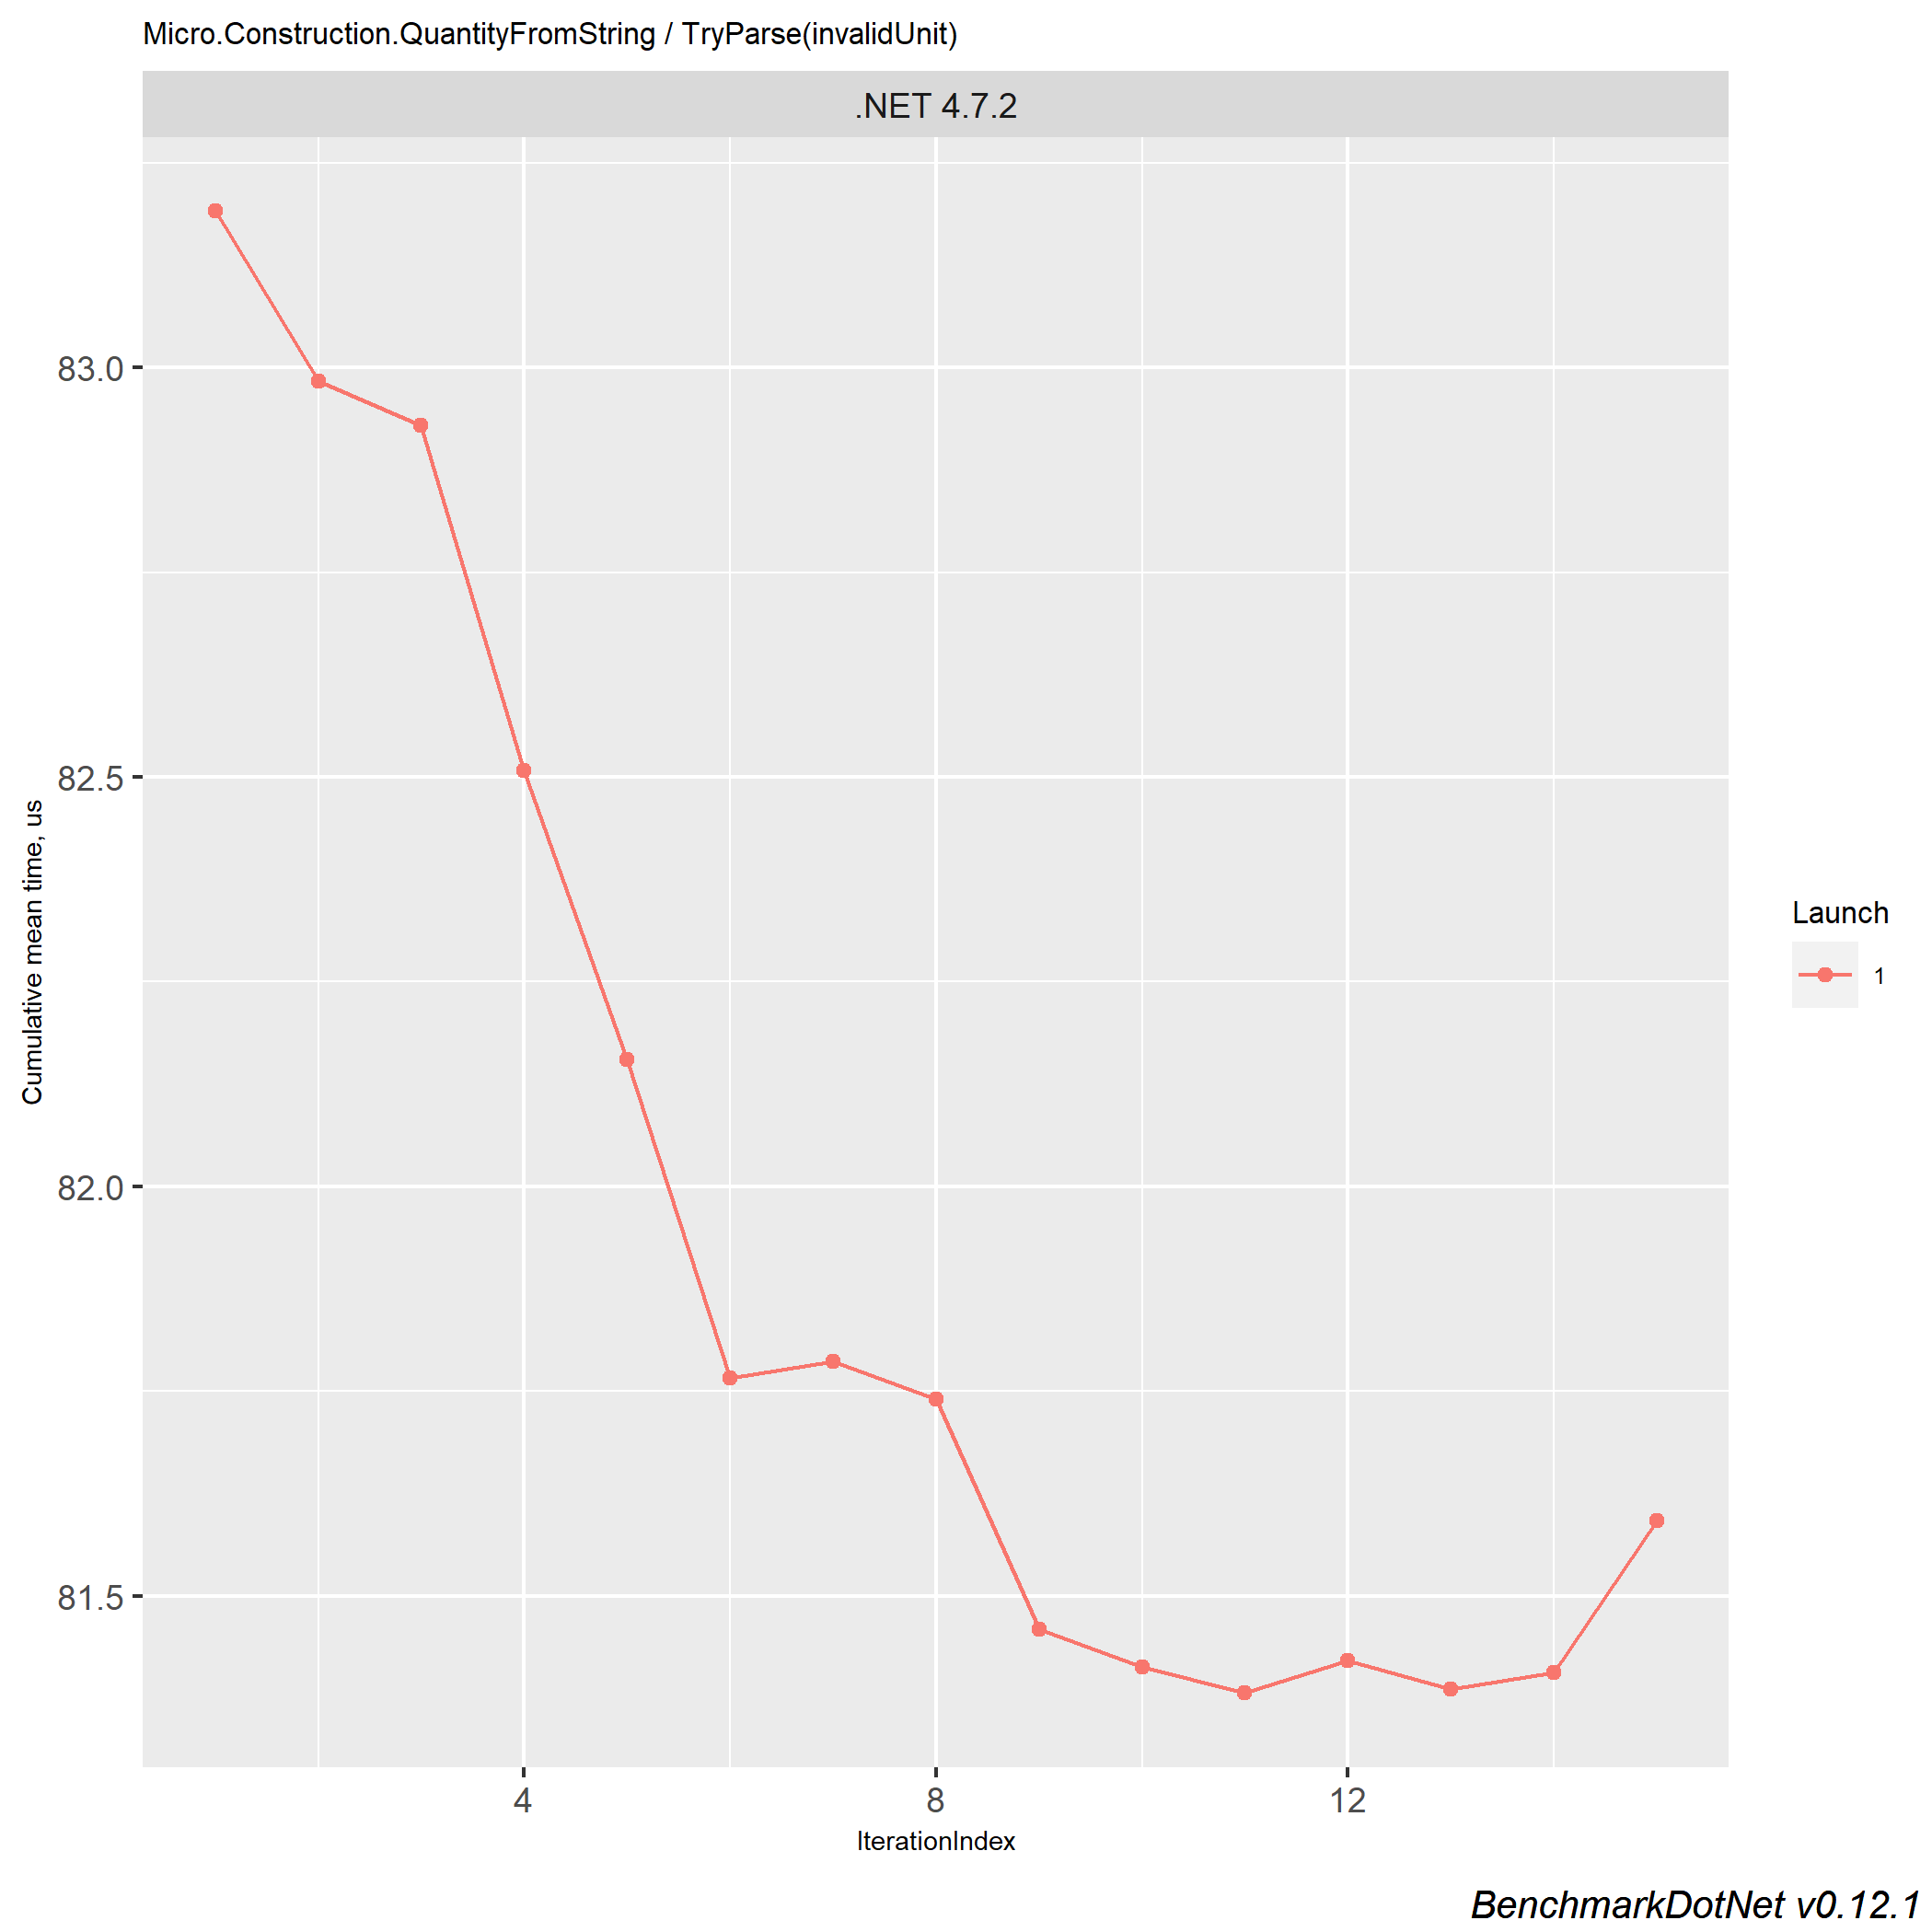 Micro.Construction.QuantityFromString / TryParse(invalidUnit)
.NET 4.7.2
83.0
82.5
82.0
81.5
Cumulative mean time, us
4 8 12
IterationIndex
Launch
1
BenchmarkDotNet v0.12.1